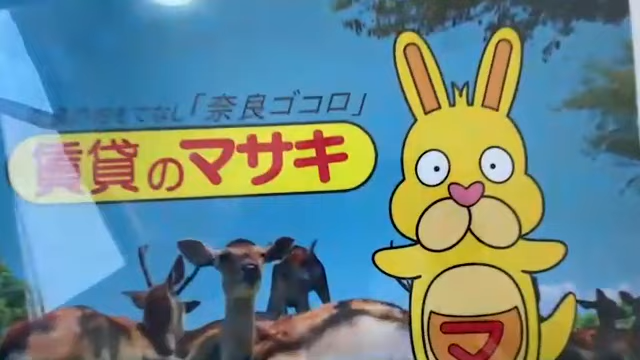 もてなし「奈良ゴコロ」
賃貸のマサキ
マ